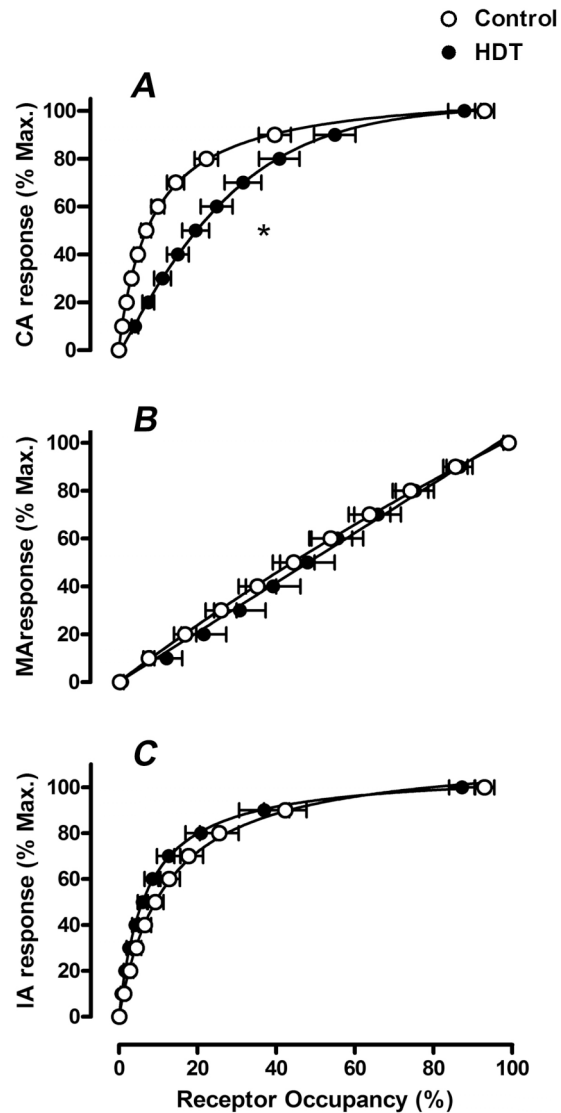 Control
HDT
A
CA response (% Max.)
100
80
60
40
20
0
*
B
MAresponse (% Max.)
100
80
60
40
20
0
C
IA response (% Max.)
100
80
60
40
20
0
0 20 40 60 80 100
Receptor Occupancy (%)